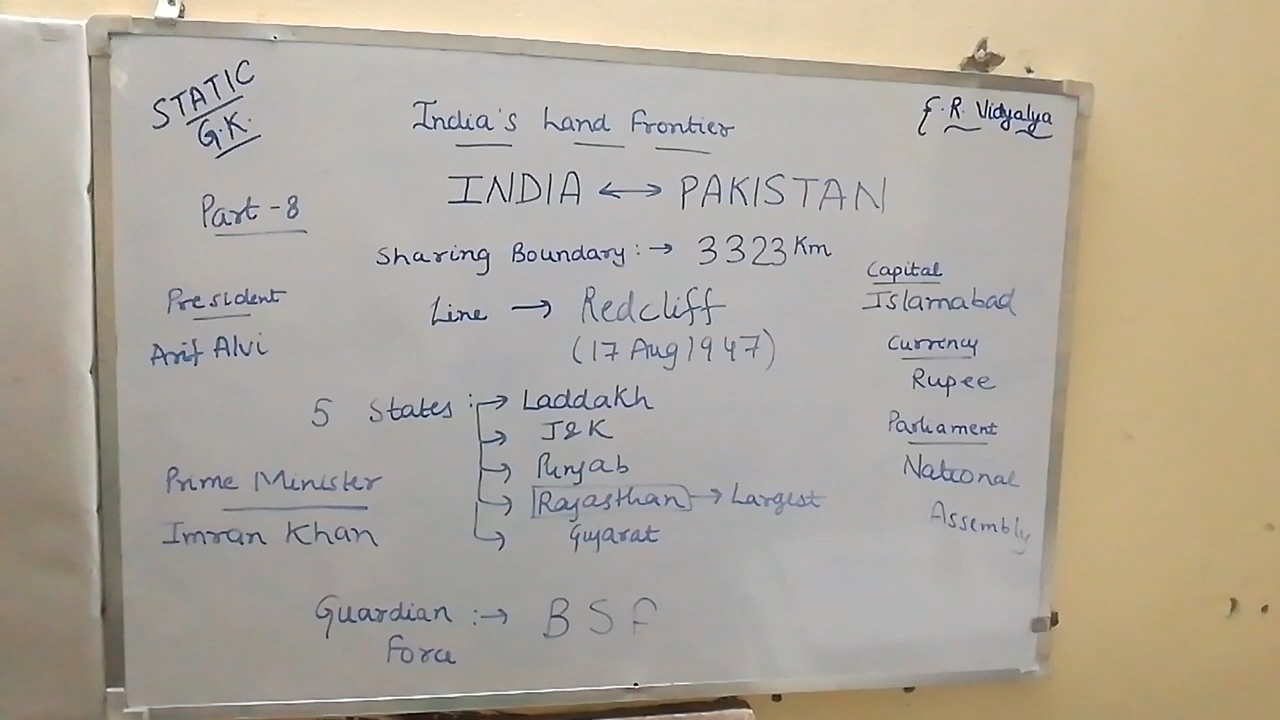 STATIC
G.K.
India's Land Frontier
F.R. Vidyalya
INDIA ↔ PAKISTAN
Part-8
Sharing Boundary :→ 3323 Km
Capital
Islamabad
President
Arif Alvi
Line → Redcliff
(17 Aug 1947)
Currency
Rupee
5 States :→ Laddakh
→ J&K
→ Punjab
→ Rajasthan → Largest
→ Gujarat
Parliament
National
Assembly
Prime Minister
Imran Khan
Guardian :→ BSF
Force